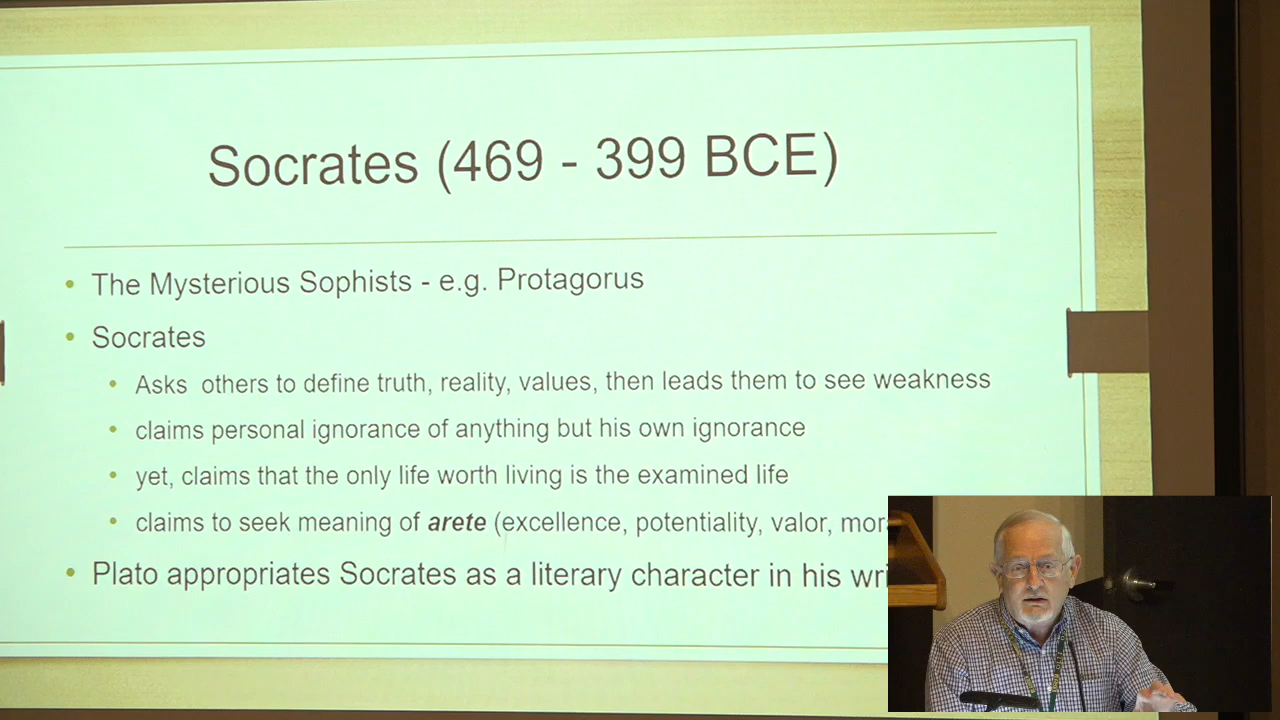 Socrates (469 - 399 BCE)
• The Mysterious Sophists - e.g. Protagorus
• Socrates
• Asks others to define truth, reality, values, then leads them to see weakness
• claims personal ignorance of anything but his own ignorance
• yet, claims that the only life worth living is the examined life
• claims to seek meaning of arete (excellence, potentiality, valor,
• Plato appropriates Socrates as a literary character in his